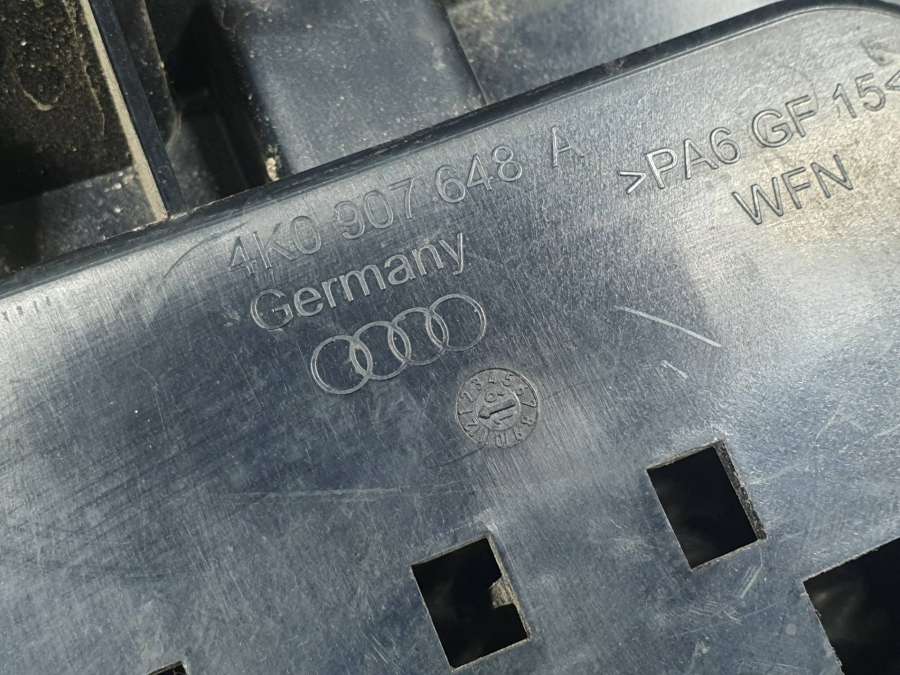 4K0 907 648 A
Germany
>PA6 GF 15<
WFN